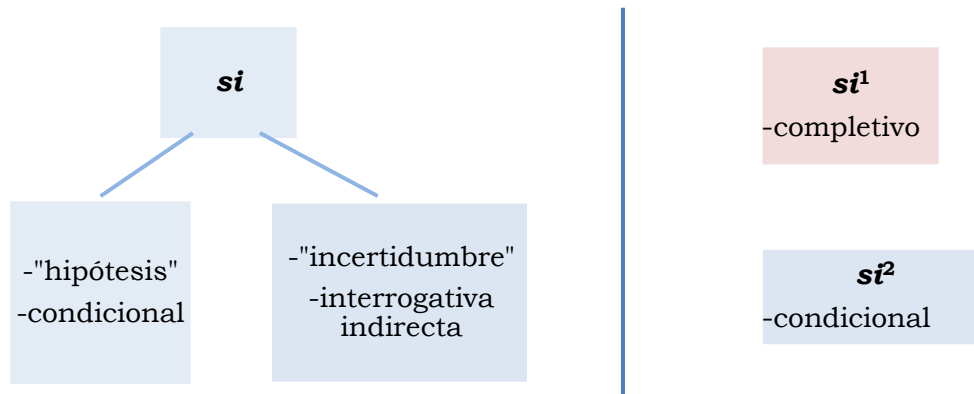 si
-"hipótesis"
-condicional
-"incertidumbre"
-interrogativa
indirecta
si¹
-completivo
si²
-condicional